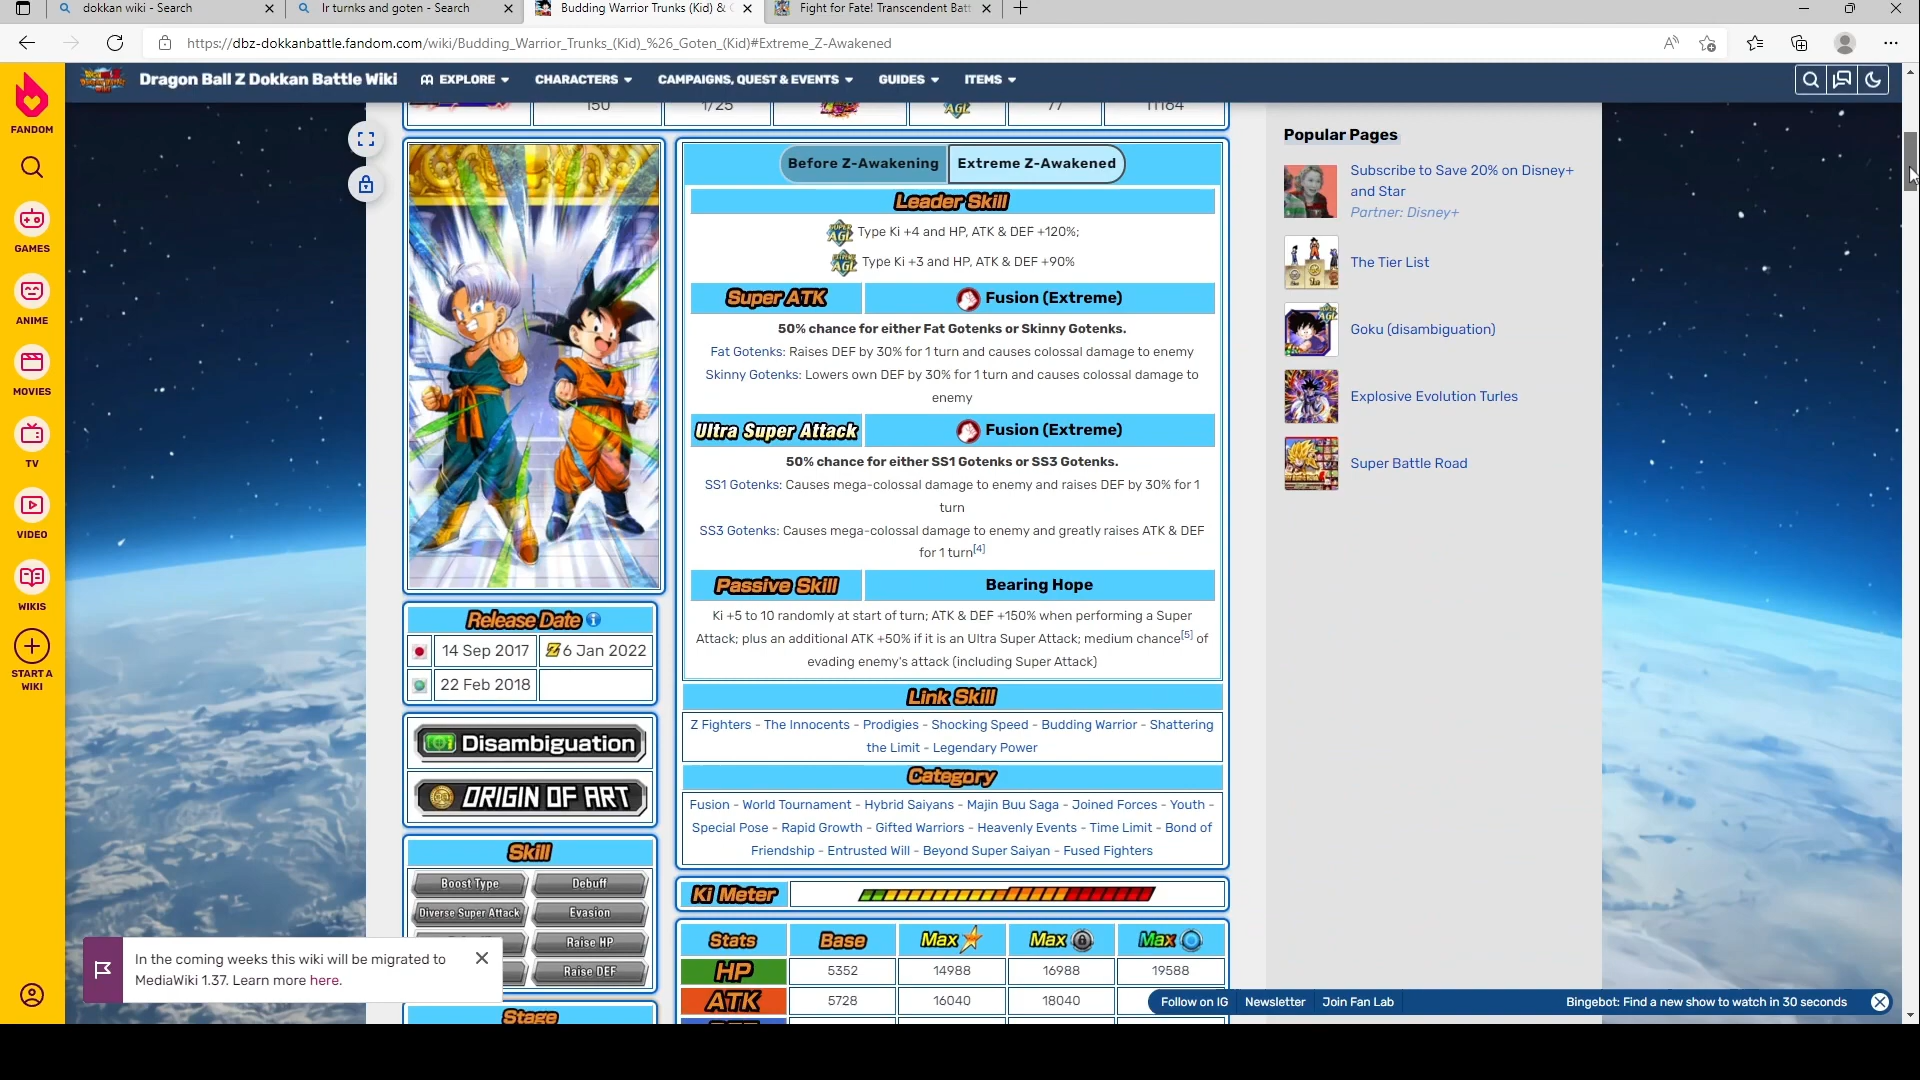 dokkan wiki - Search
lr turnks and goten - Search
Budding Warrior Trunks (Kid) &
Fight for Fate! Transcendent Batt
https://dbz-dokkanbattle.fandom.com/wiki/Budding_Warrior_Trunks_(Kid)_%26_Goten_(Kid)#Extreme_Z-Awakened
Dragon Ball Z Dokkan Battle Wiki
EXPLORE
CHARACTERS
CAMPAIGNS, QUEST & EVENTS
GUIDES
ITEMS
FANDOM
GAMES
ANIME
MOVIES
TV
VIDEO
WIKIS
START A
WIKI
150
1/25
77
11164
Before Z-Awakening
Extreme Z-Awakened
Leader Skill
SUPER AGL Type Ki +4 and HP, ATK & DEF +120%;
EXTREME AGL Type Ki +3 and HP, ATK & DEF +90%
Super ATK
Fusion (Extreme)
50% chance for either Fat Gotenks or Skinny Gotenks.
Fat Gotenks: Raises DEF by 30% for 1 turn and causes colossal damage to enemy
Skinny Gotenks: Lowers own DEF by 30% for 1 turn and causes colossal damage to
enemy
Ultra Super Attack
Fusion (Extreme)
50% chance for either SS1 Gotenks or SS3 Gotenks.
SS1 Gotenks: Causes mega-colossal damage to enemy and raises DEF by 30% for 1
turn
SS3 Gotenks: Causes mega-colossal damage to enemy and greatly raises ATK & DEF
for 1 turn[4]
Passive Skill
Bearing Hope
Ki +5 to 10 randomly at start of turn; ATK & DEF +150% when performing a Super
Attack; plus an additional ATK +50% if it is an Ultra Super Attack; medium chance[5] of
evading enemy's attack (including Super Attack)
Link Skill
Z Fighters - The Innocents - Prodigies - Shocking Speed - Budding Warrior - Shattering
the Limit - Legendary Power
Category
Fusion - World Tournament - Hybrid Saiyans - Majin Buu Saga - Joined Forces - Youth -
Special Pose - Rapid Growth - Gifted Warriors - Heavenly Events - Time Limit - Bond of
Friendship - Entrusted Will - Beyond Super Saiyan - Fused Fighters
Ki Meter
Stats
Base
Max
Max
Max
HP
5352
14988
16988
19588
ATK
5728
16040
18040
Release Date
14 Sep 2017
Z 6 Jan 2022
22 Feb 2018
Disambiguation
ORIGIN OF ART
Skill
Boost Type
Debuff
Diverse Super Attack
Evasion
Raise HP
Raise DEF
Stage
In the coming weeks this wiki will be migrated to
MediaWiki 1.37. Learn more here.
Popular Pages
Subscribe to Save 20% on Disney+
and Star
Partner: Disney+
The Tier List
Goku (disambiguation)
Explosive Evolution Turles
Super Battle Road
Follow on IG
Newsletter
Join Fan Lab
Bingebot: Find a new show to watch in 30 seconds